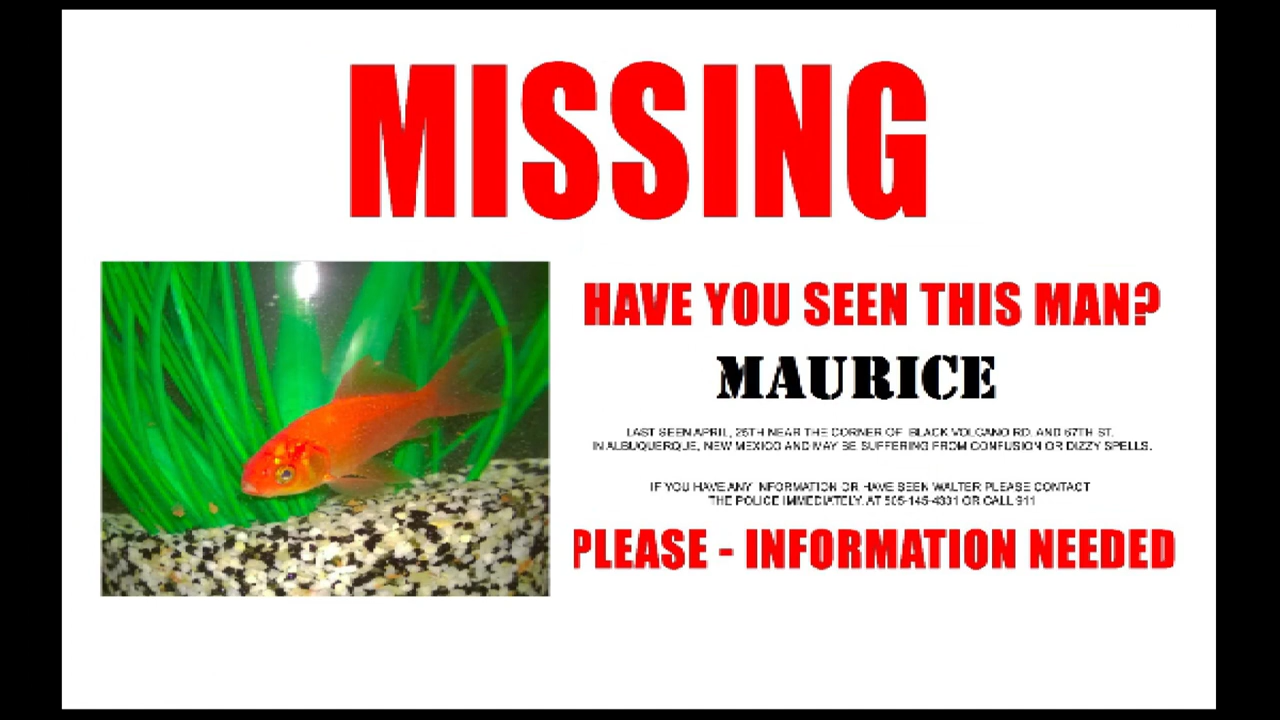 MISSING
HAVE YOU SEEN THIS MAN?
MAURICE
LAST SEEN APRIL, 25TH NEAR THE CORNER OF BLACK VOLCANO RD. AND 67TH ST.
IN ALBUQUERQUE, NEW MEXICO AND MAY BE SUFFERING FROM CONFUSION OR DIZZY SPELLS.
IF YOU HAVE ANY INFORMATION OR HAVE SEEN WALTER PLEASE CONTACT
THE POLICE IMMEDIATELY. AT 505-145-4331 OR CALL 911
PLEASE - INFORMATION NEEDED